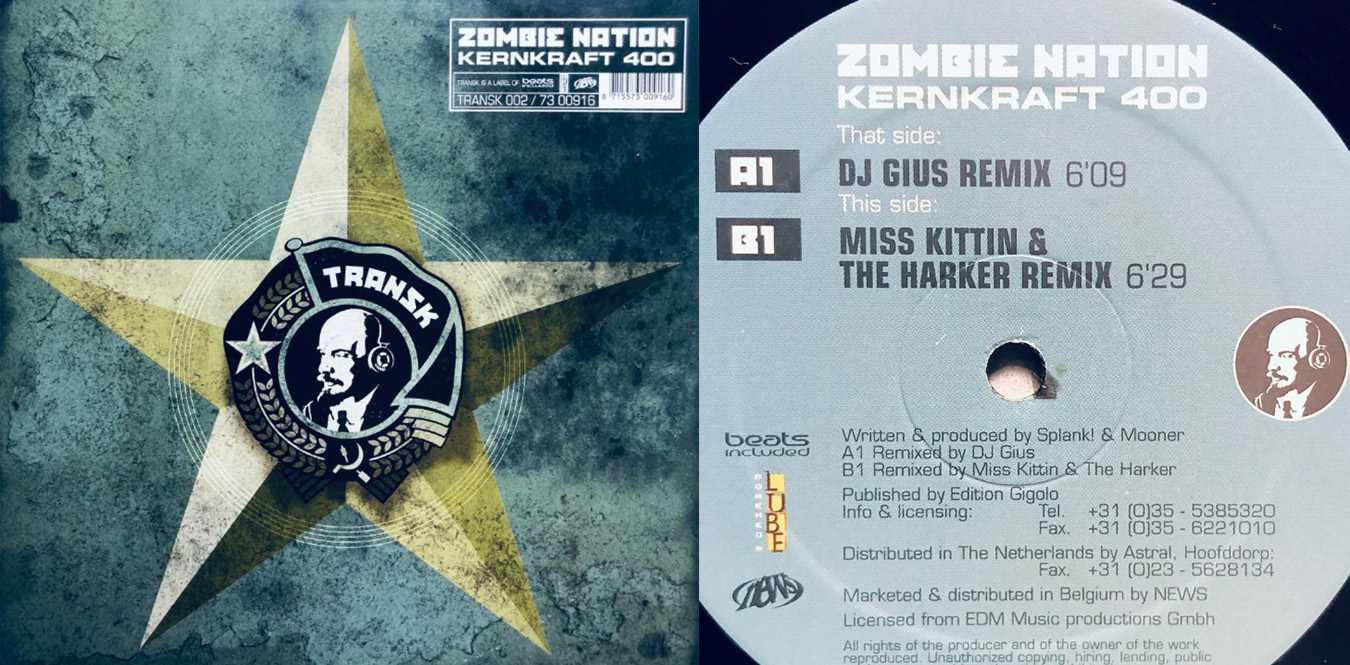 ZOMBIE NATION
KERNKRAFT 400
TRANSK IS A LABEL OF beats included news
TRANSK 002 / 73 00916
8 715573 009160
TRANSK
ZOMBIE NATION
KERNKRAFT 400
That side:
A1 DJ GIUS REMIX 6'09
This side:
B1 MISS KITTIN &
THE HARKER REMIX 6'29
beats
included
Written & produced by Splank! & Mooner
A1 Remixed by DJ Gius
B1 Remixed by Miss Kittin & The Harker
POWERED BY
LUBE
Published by Edition Gigolo
Info & licensing: Tel. +31 (0)35 - 5385320
Fax. +31 (0)35 - 6221010
Distributed in The Netherlands by Astral, Hoofddorp:
Fax. +31 (0)23 - 5628134
news
Marketed & distributed in Belgium by NEWS
Licensed from EDM Music productions Gmbh
All rights of the producer and of the owner of the work
reproduced. Unauthorized copying, hiring, lending, public